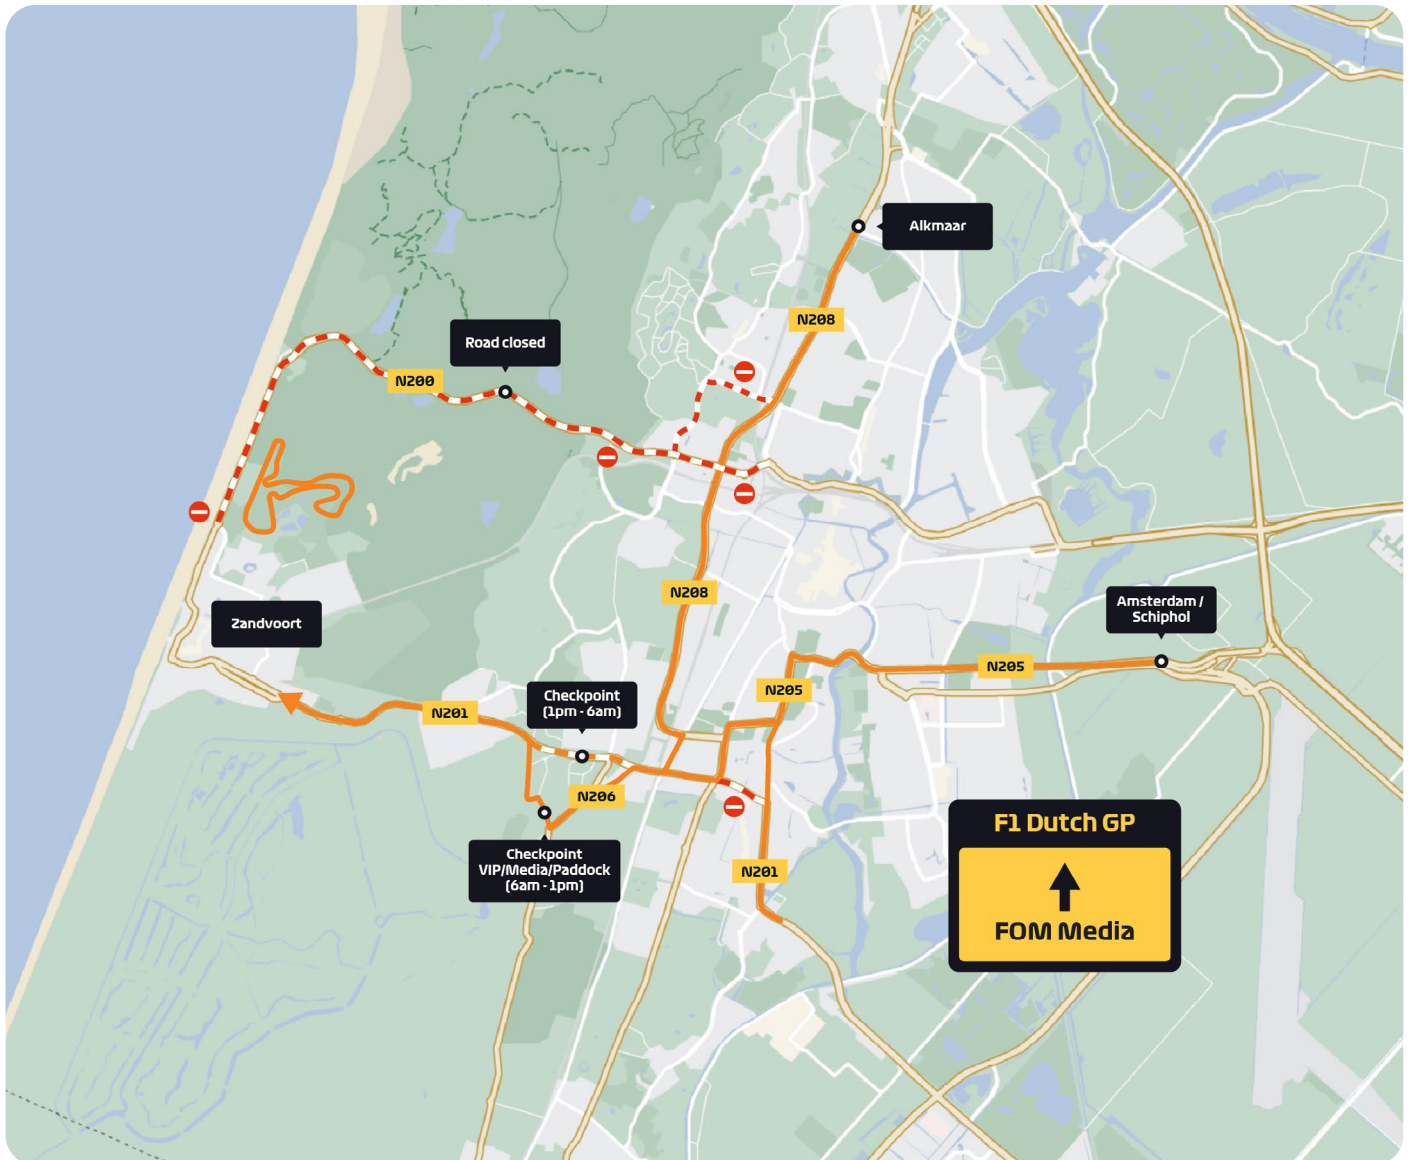 Alkmaar
N208
Road closed
N200
N208
Amsterdam /
Schiphol
Zandvoort
N205
N205
Checkpoint
(1pm - 6am)
N201
N206
F1 Dutch GP
FOM Media
Checkpoint
VIP/Media/Paddock
(6am - 1pm)
N201